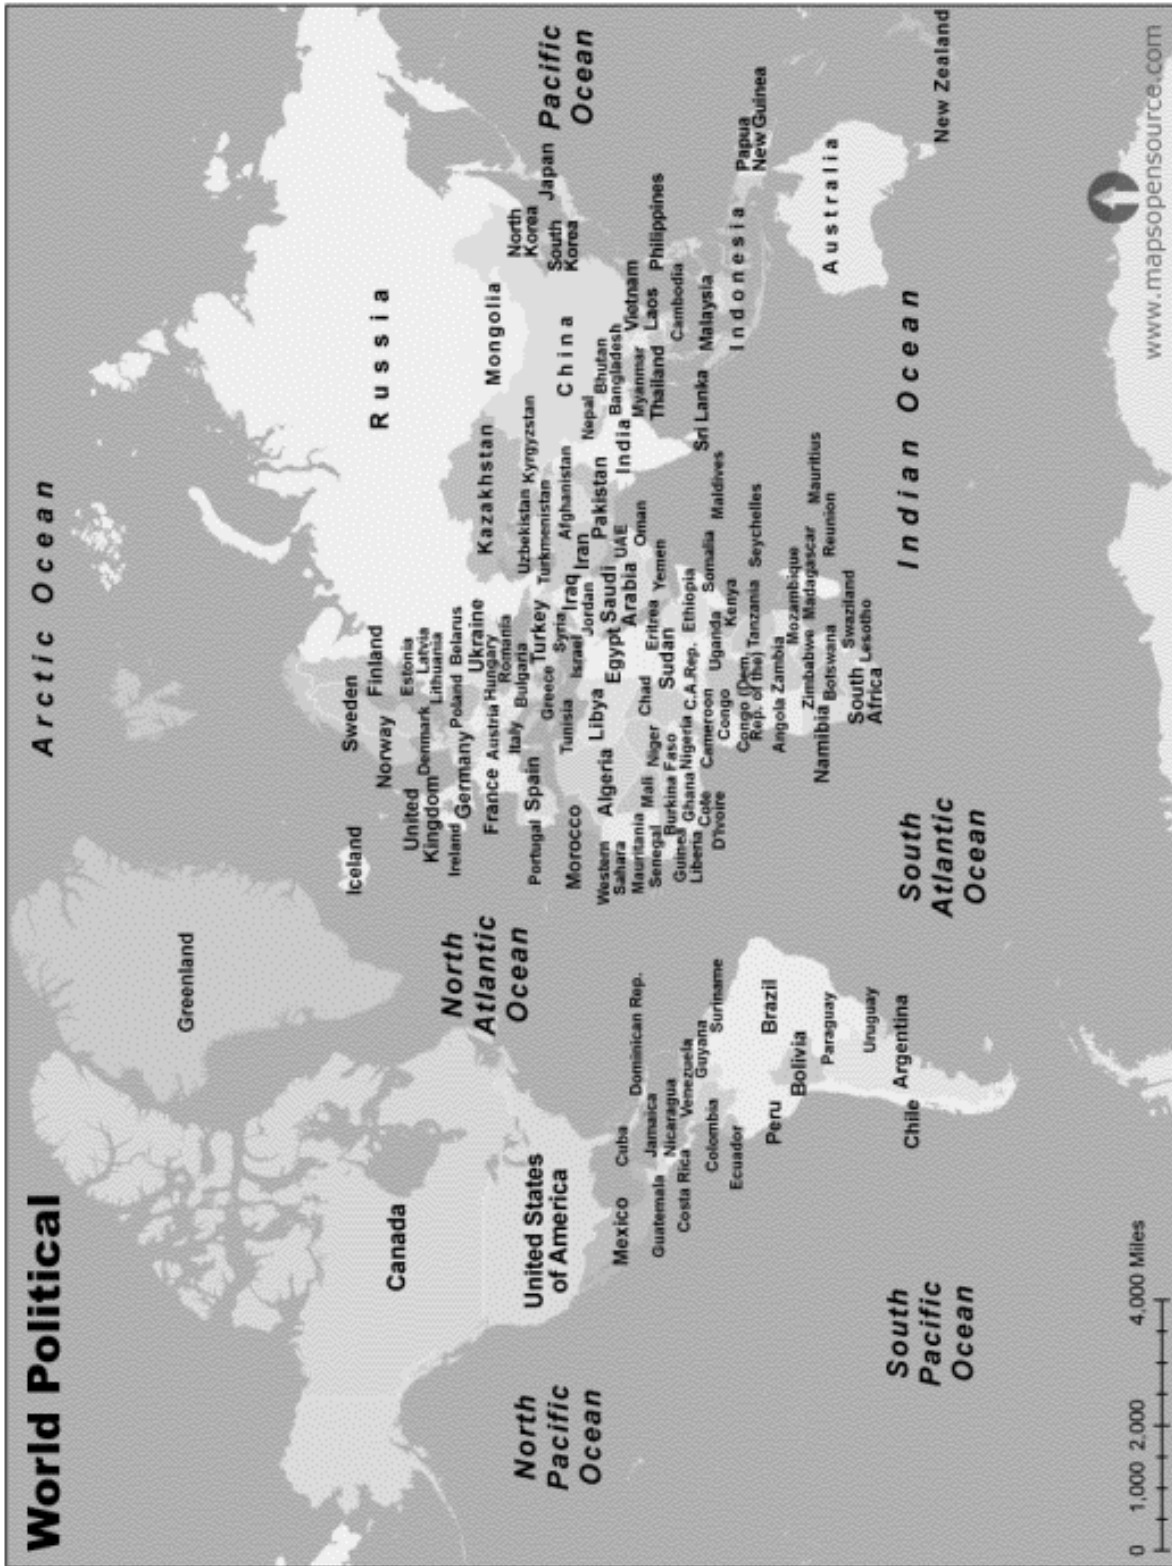 World Political
Arctic Ocean
Greenland
Iceland
Sweden
Finland
Norway
Russia
Canada
United
Kingdom
Denmark
Estonia
Latvia
Lithuania
Ireland
Germany
Poland
Belarus
Ukraine
France
Austria
Hungary
Romania
Kazakhstan
Mongolia
North
Atlantic
Ocean
Italy
Bulgaria
Portugal
Spain
Greece
Turkey
Uzbekistan
Kyrgyzstan
Turkmenistan
North
Korea
South
Korea
Japan
Pacific
Ocean
United States
of America
North
Pacific
Ocean
Morocco
Tunisia
Israel
Syria
Iraq
Iran
Jordan
Afghanistan
China
Western
Sahara
Algeria
Libya
Egypt
Saudi
Arabia
UAE
Oman
Pakistan
Nepal
Bhutan
Bangladesh
India
Mexico
Cuba
Dominican Rep.
Jamaica
Guatemala
Nicaragua
Costa Rica
Venezuela
Guyana
Suriname
Colombia
Ecuador
Mauritania
Mali
Niger
Chad
Eritrea
Yemen
Senegal
Burkina Faso
Sudan
Guinea
Ghana
Nigeria
C.A.Rep.
Ethiopia
Liberia
Cote
D'Ivoire
Cameroon
Congo
Uganda
Somalia
Kenya
Maldives
Sri Lanka
Myanmar
Vietnam
Thailand
Laos
Philippines
Cambodia
Malaysia
Indonesia
Papua
New Guinea
Congo (Dem.
Rep. of the)
Tanzania
Seychelles
Peru
Brazil
Bolivia
Angola
Zambia
Mozambique
Zimbabwe
Madagascar
Mauritius
Namibia
Botswana
Reunion
Paraguay
Uruguay
South
Africa
Swaziland
Lesotho
Australia
Chile
Argentina
South
Pacific
Ocean
South
Atlantic
Ocean
Indian Ocean
New Zealand
0 1,000 2,000 4,000 Miles
www.mapsopensource.com